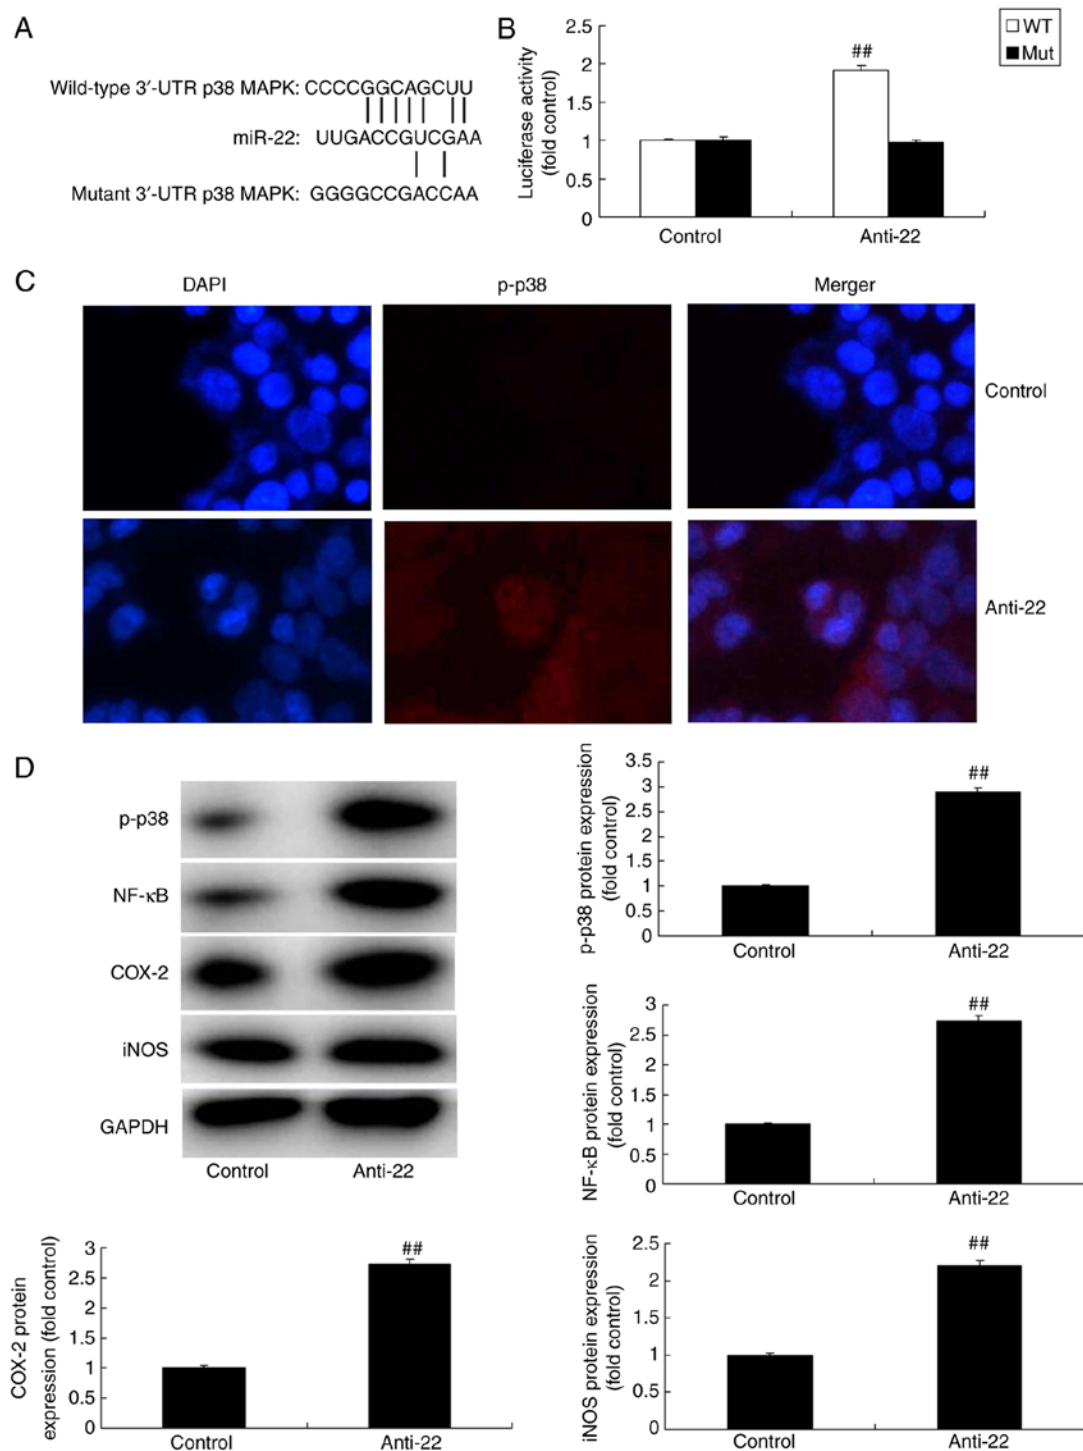 A
Wild-type 3′-UTR p38 MAPK: CCCCGGCAGCUU
miR-22: UUGACCGUCGAA
Mutant 3′-UTR p38 MAPK: GGGGCCGACCAA
B
Luciferase activity
(fold control)
2.5
2
1.5
1
0.5
0
##
Control
Anti-22
WT
Mut
C
DAPI
p-p38
Merger
Control
Anti-22
D
p-p38
NF-κB
COX-2
iNOS
GAPDH
Control
Anti-22
p-p38 protein expression
(fold control)
3.5
3
2.5
2
1.5
1
0.5
0
##
Control
Anti-22
NF-κB protein expression
(fold control)
3
2.5
2
1.5
1
0.5
0
##
Control
Anti-22
COX-2 protein
expression (fold control)
3
2.5
2
1.5
1
0.5
0
##
Control
Anti-22
iNOS protein expression
(fold control)
2.5
2
1.5
1
0.5
0
##
Control
Anti-22